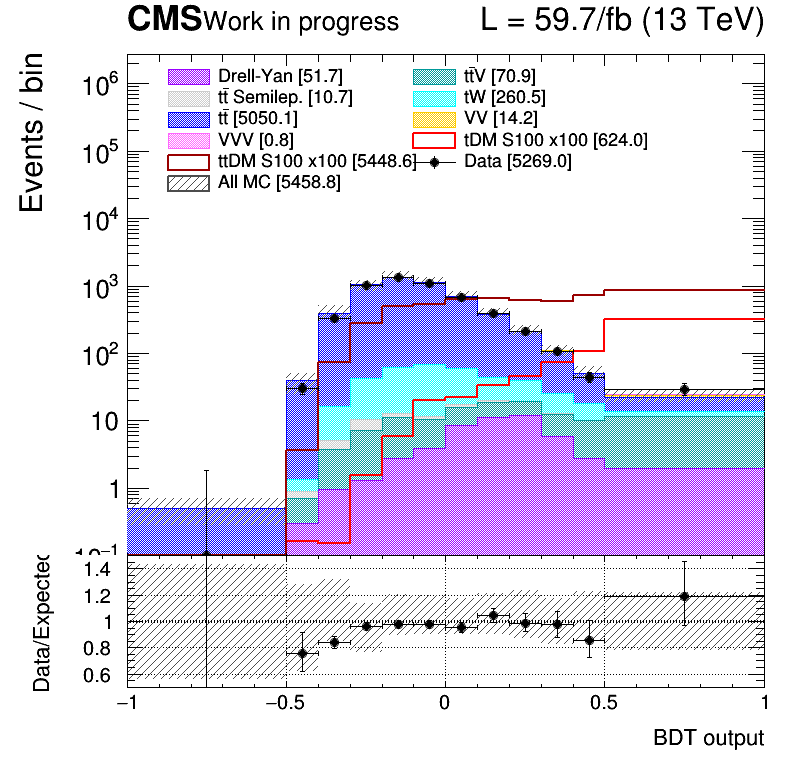 CMS Work in progress L = 59.7/fb (13 TeV)
Events / bin
Drell-Yan [51.7] tt̄V [70.9]
tt̄ Semilep. [10.7] tW [260.5]
tt̄ [5050.1] VV [14.2]
VVV [0.8] tDM S100 x100 [624.0]
ttDM S100 x100 [5448.6] Data [5269.0]
All MC [5458.8]
10⁶
10⁵
10⁴
10³
10²
10
1
10⁻¹
Data/Expected
1.4
1.2
1
0.8
0.6
−1 −0.5 0 0.5 1
BDT output